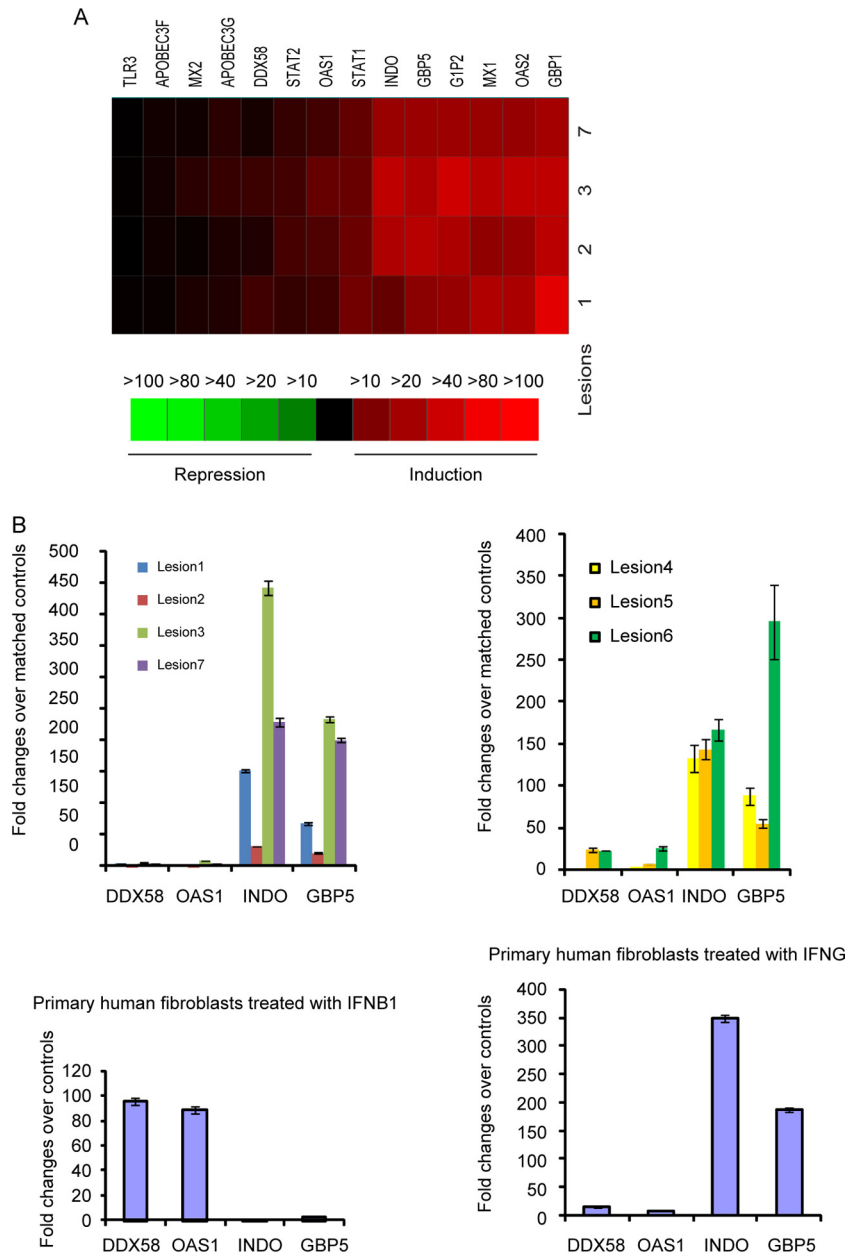 A
TLR3
APOBEC3F
MX2
APOBEC3G
DDX58
STAT2
OAS1
STAT1
INDO
GBP5
G1P2
MX1
OAS2
GBP1
7
3
2
1
Lesions
>100 >80 >40 >20 >10 >10 >20 >40 >80 >100
Repression Induction
B
Fold changes over matched controls
500
450
400
350
300
250
200
150
50
0
Lesion1
Lesion2
Lesion3
Lesion7
DDX58 OAS1 INDO GBP5
Fold changes over matched controls
400
350
300
250
200
150
100
50
0
Lesion4
Lesion5
Lesion6
DDX58 OAS1 INDO GBP5
Primary human fibroblasts treated with IFNB1
Fold changes over controls
120
100
80
60
40
20
0
DDX58 OAS1 INDO GBP5
Primary human fibroblasts treated with IFNG
Fold changes over controls
350
300
250
200
150
100
50
0
DDX58 OAS1 INDO GBP5